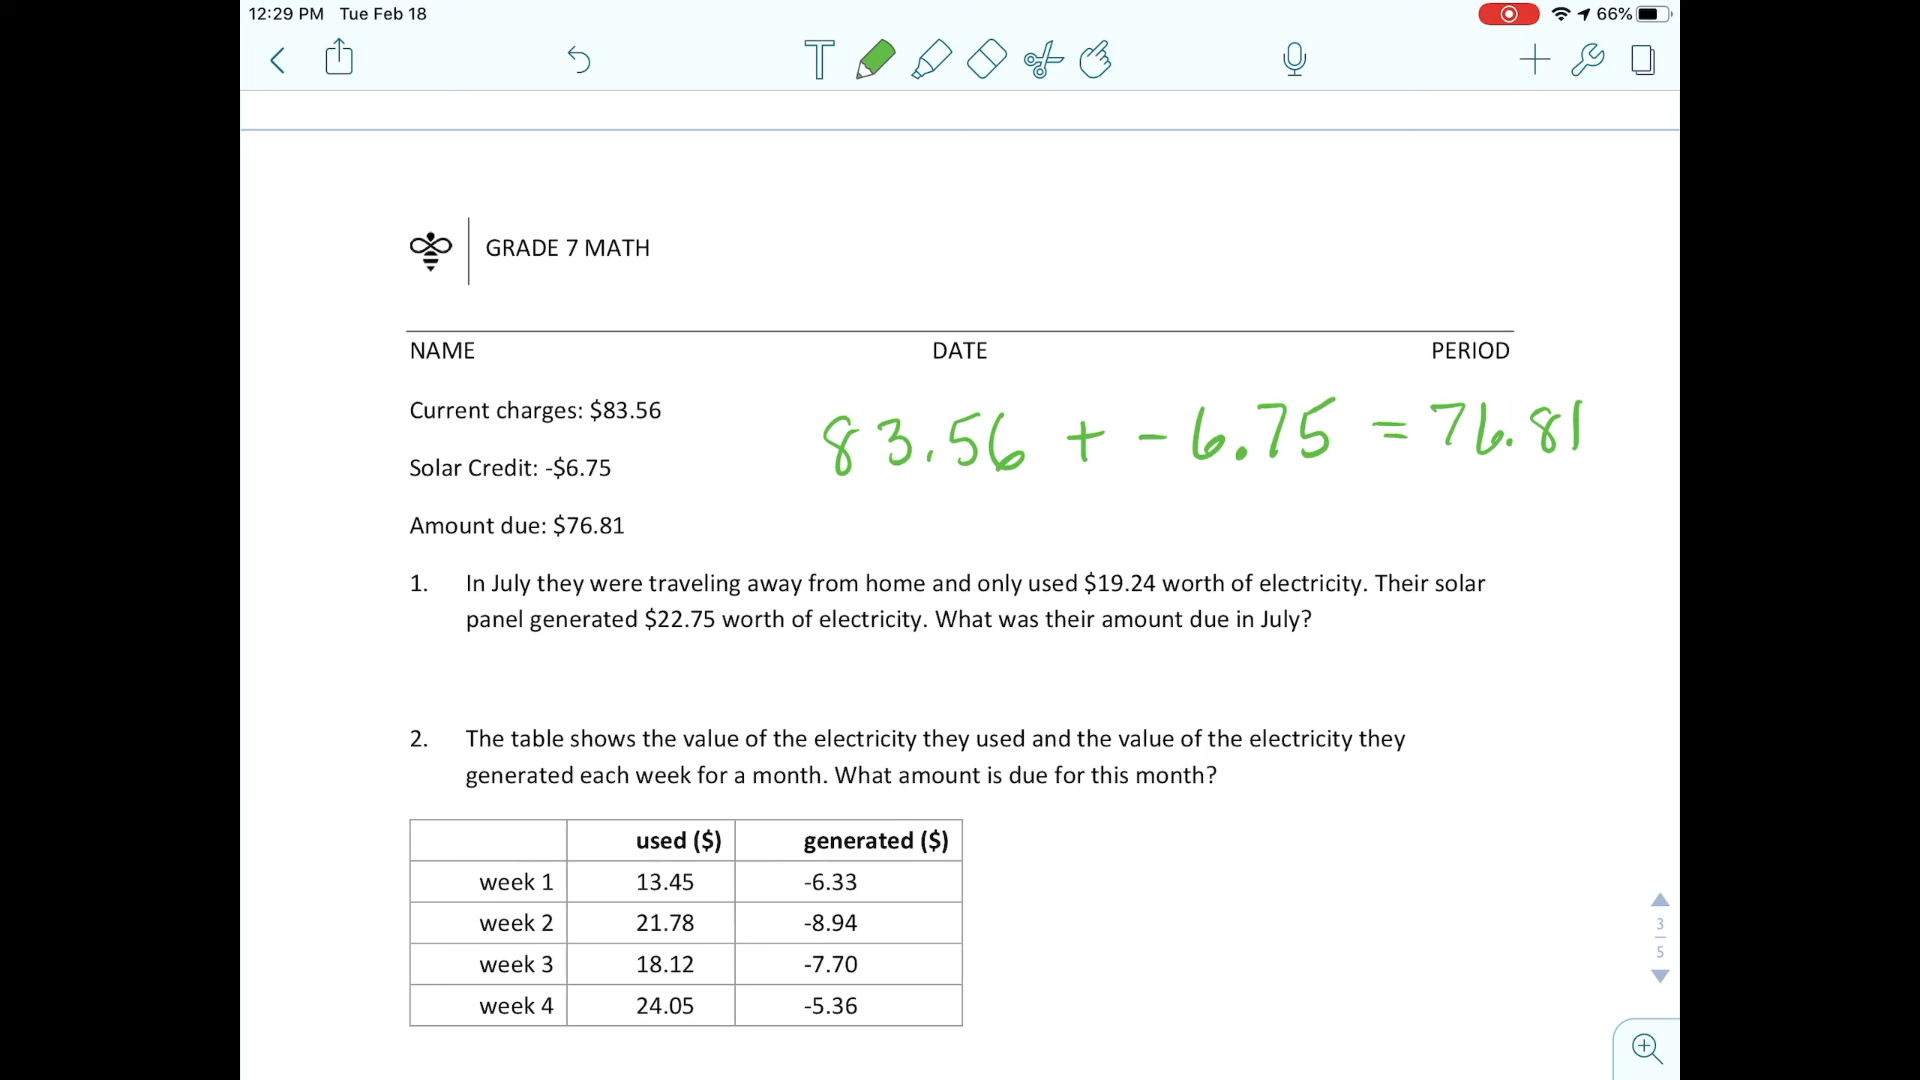 12:29 PM Tue Feb 18
66%
T
GRADE 7 MATH
NAME DATE PERIOD
Current charges: $83.56
83.56 + - 6.75 = 76.81
Solar Credit: -$6.75
Amount due: $76.81
1. In July they were traveling away from home and only used $19.24 worth of electricity. Their solar
panel generated $22.75 worth of electricity. What was their amount due in July?
2. The table shows the value of the electricity they used and the value of the electricity they
generated each week for a month. What amount is due for this month?
used ($) generated ($)
week 1 13.45 -6.33
week 2 21.78 -8.94
week 3 18.12 -7.70
week 4 24.05 -5.36
3
5